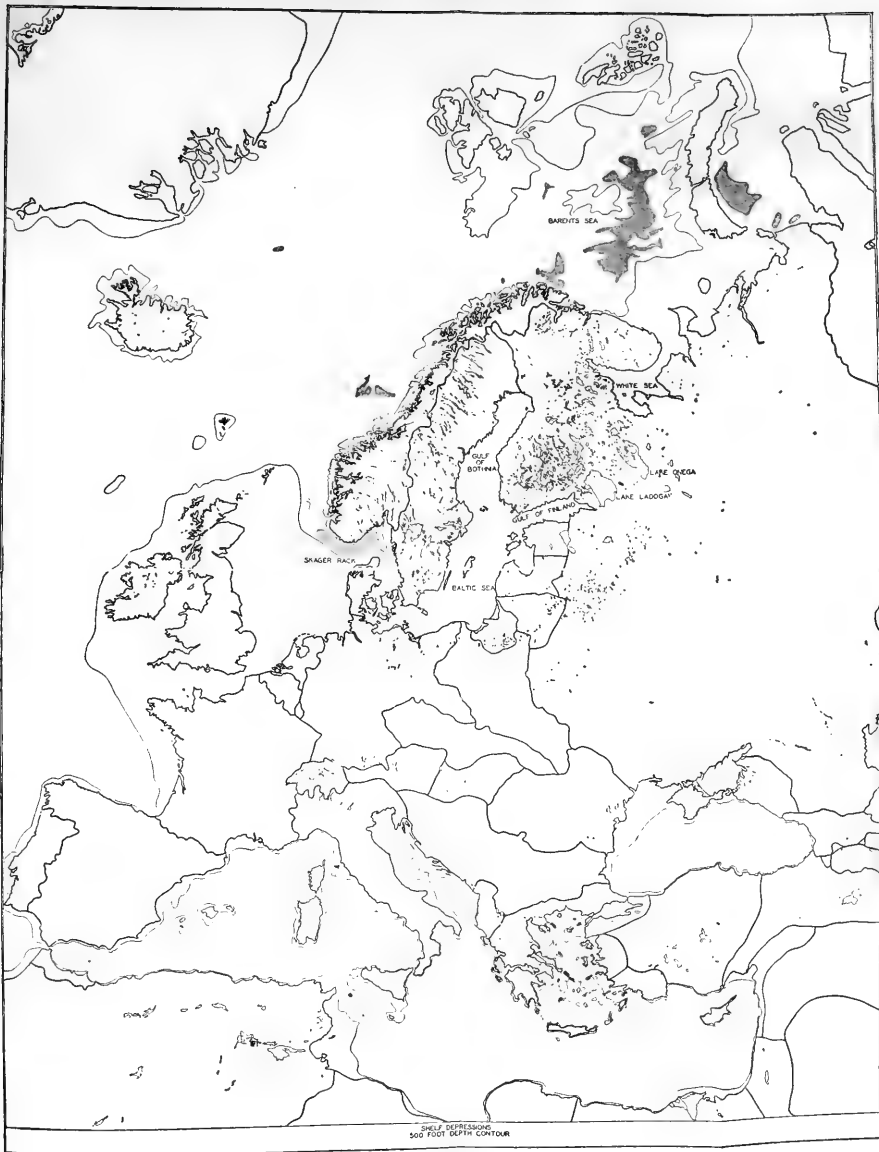 BARENTS SEA
WHITE SEA
GULF
OF
BOTHNIA
LAKE ONEGA
LAKE LADOGA
GULF OF FINLAND
SKAGER RACK
BALTIC SEA
SHELF DEPRESSIONS
500 FOOT DEPTH CONTOUR